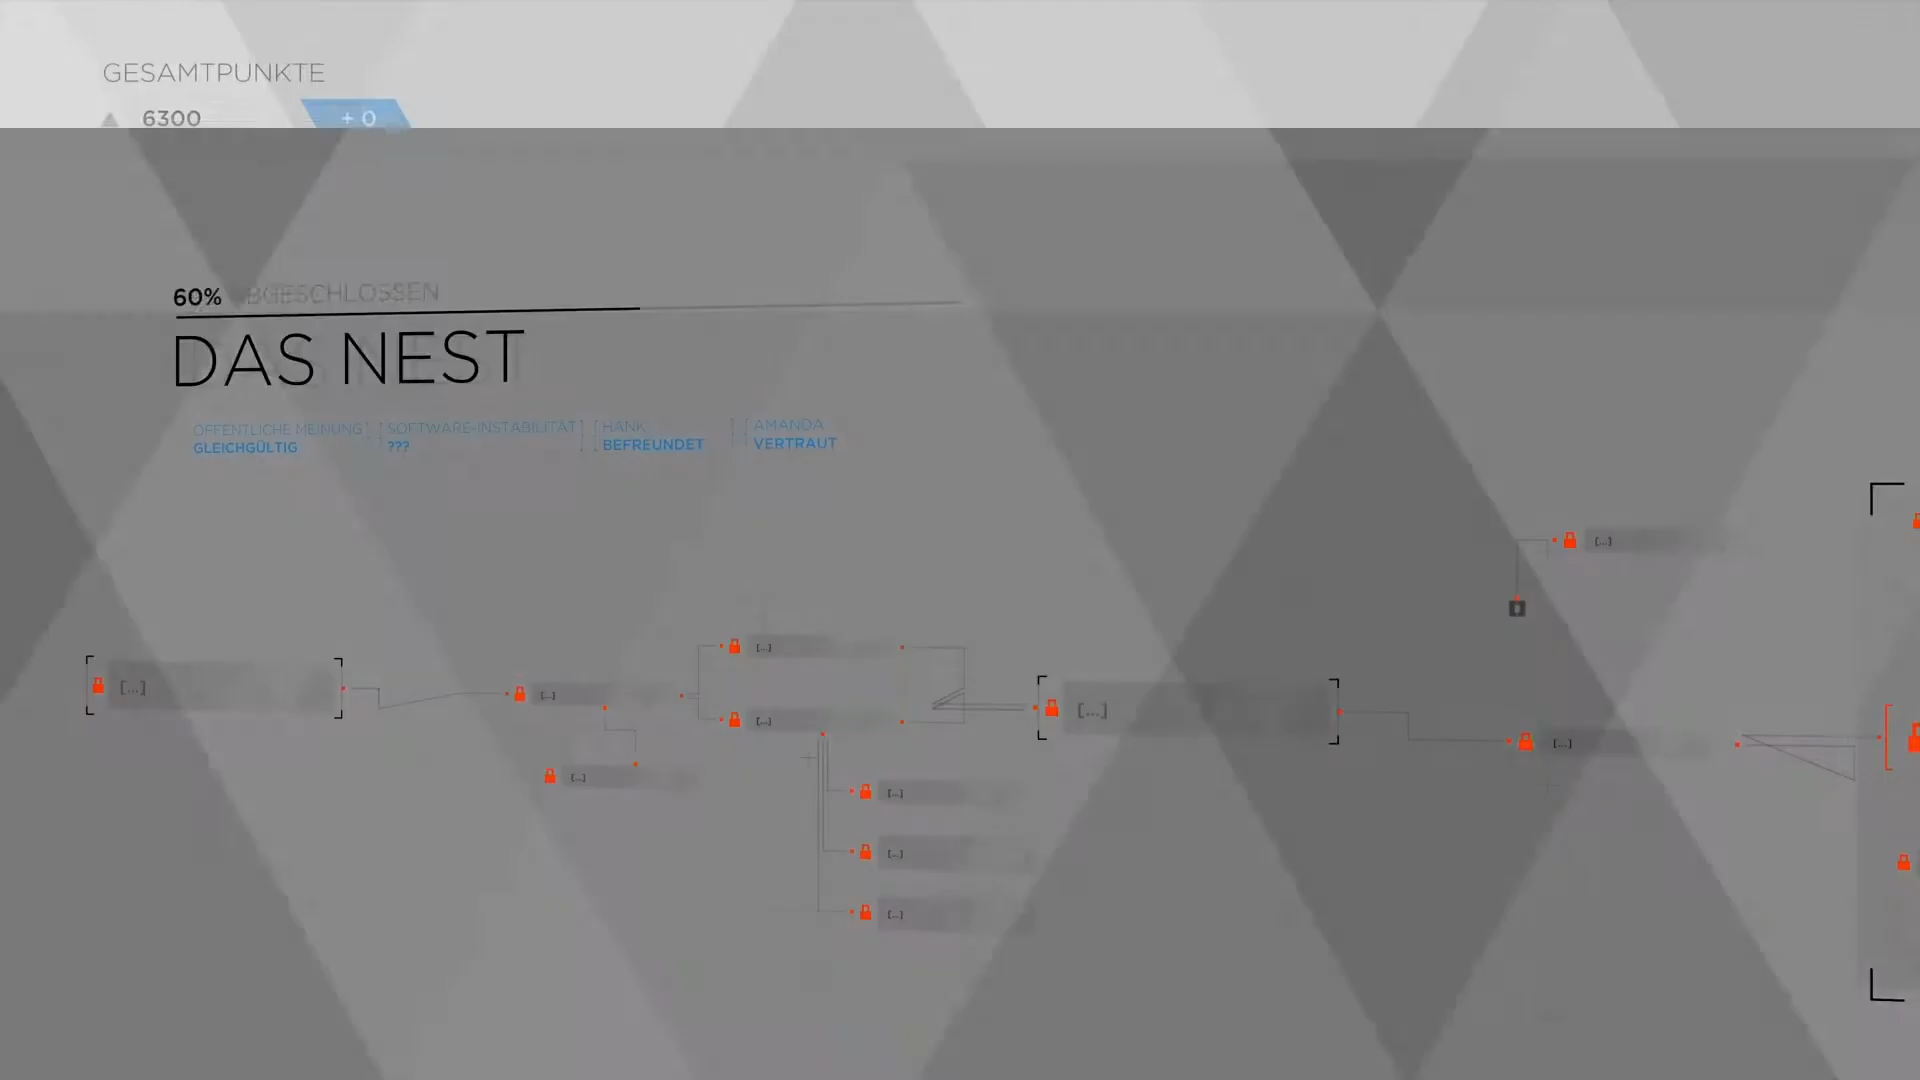 GESAMTPUNKTE
6300
+ 0
60% ABGESCHLOSSEN
DAS NEST
ÖFFENTLICHE MEINUNG
GLEICHGÜLTIG
SOFTWARE-INSTABILITÄT
???
HANK
BEFREUNDET
AMANDA
VERTRAUT
[...]
[...]
[...]
[...]
[...]
[...]
[...]
[...]
[...]
[...]
[...]